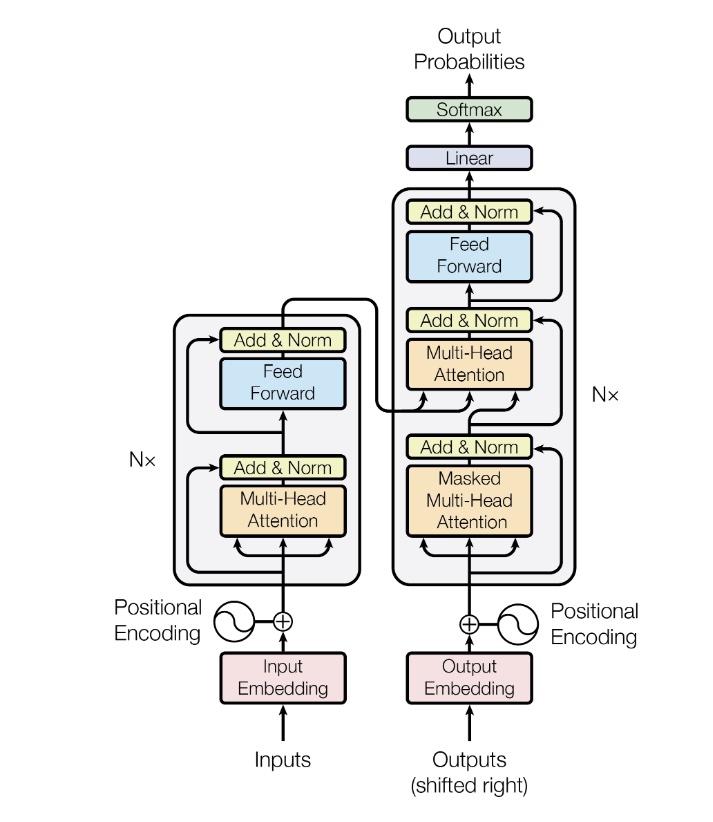 Output
Probabilities
Softmax
Linear
Add & Norm
Feed
Forward
Add & Norm
Multi-Head
Attention
Add & Norm
Masked
Multi-Head
Attention
N×
Positional
Encoding
Output
Embedding
Outputs
(shifted right)
Add & Norm
Feed
Forward
Add & Norm
Multi-Head
Attention
N×
Positional
Encoding
Input
Embedding
Inputs